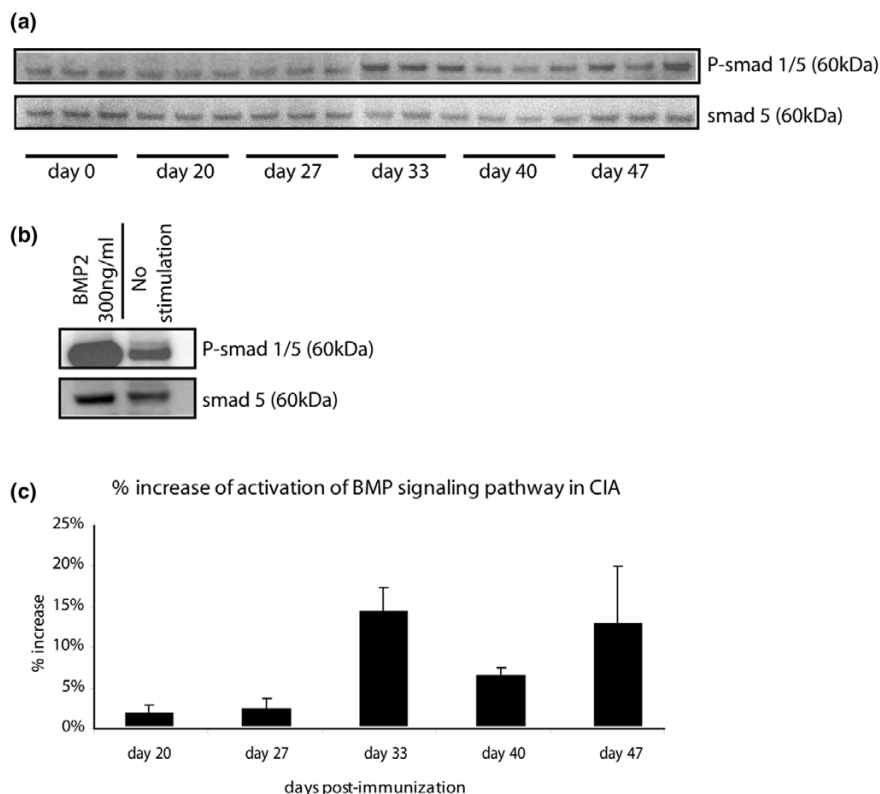 (a)
P-smad 1/5 (60kDa)
smad 5 (60kDa)
day 0 day 20 day 27 day 33 day 40 day 47
(b)
BMP2
300ng/ml
No
stimulation
P-smad 1/5 (60kDa)
smad 5 (60kDa)
(c)
% increase of activation of BMP signaling pathway in CIA
% increase
25%
20%
15%
10%
5%
0%
day 20 day 27 day 33 day 40 day 47
days post-immunization